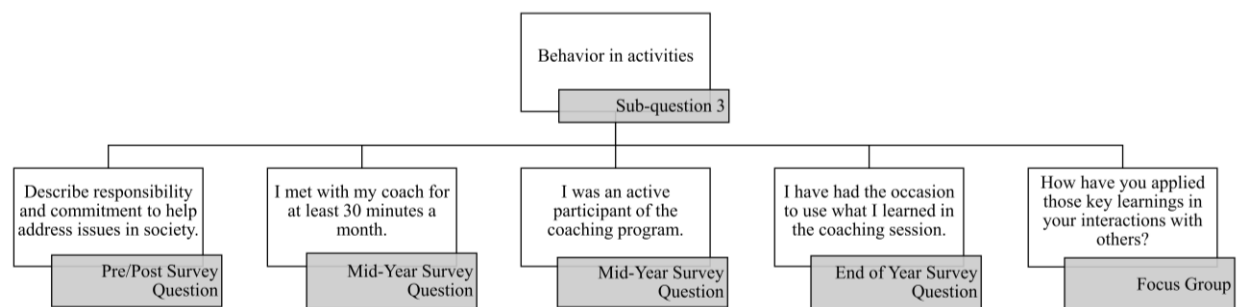 Behavior in activities
Sub-question 3
Describe responsibility
and commitment to help
address issues in society.
Pre/Post Survey
Question
I met with my coach for
at least 30 minutes a
month.
Mid-Year Survey
Question
I was an active
participant of the
coaching program.
Mid-Year Survey
Question
I have had the occasion
to use what I learned in
the coaching session.
End of Year Survey
Question
How have you applied
those key learnings in
your interactions with
others?
Focus Group